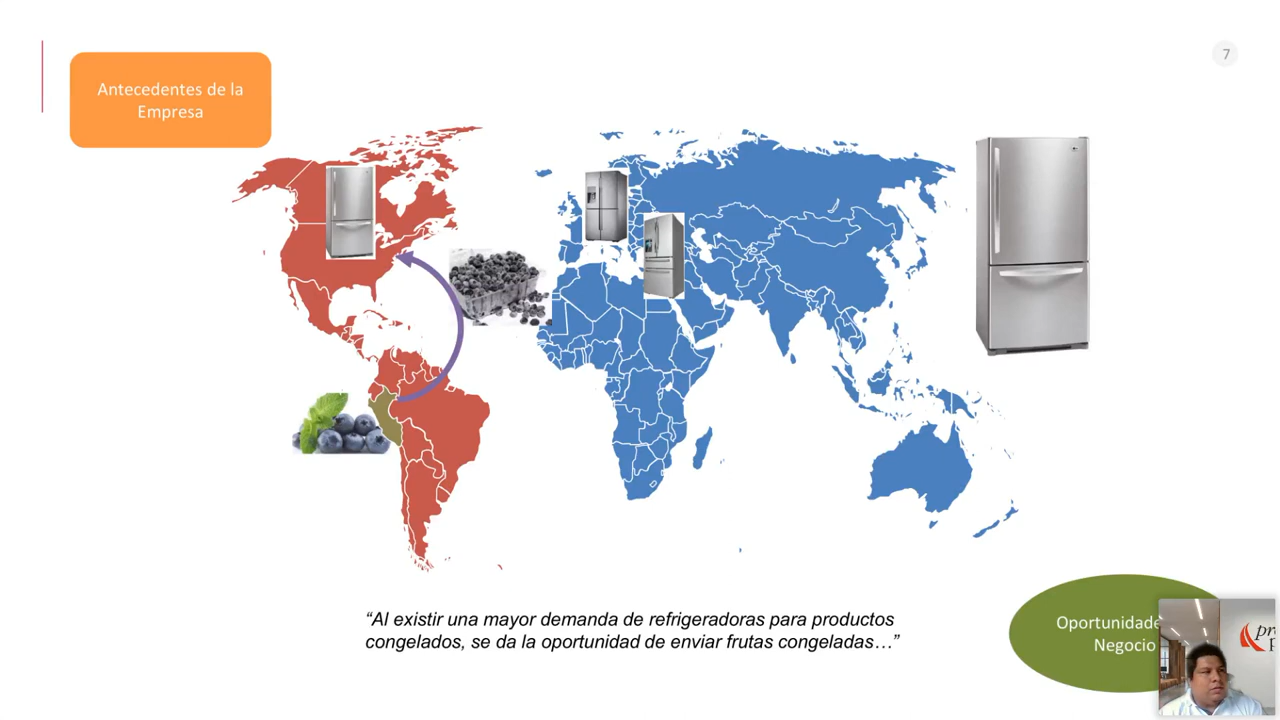 7
Antecedentes de la
Empresa
“Al existir una mayor demanda de refrigeradoras para productos
congelados, se da la oportunidad de enviar frutas congeladas…”
Negocio